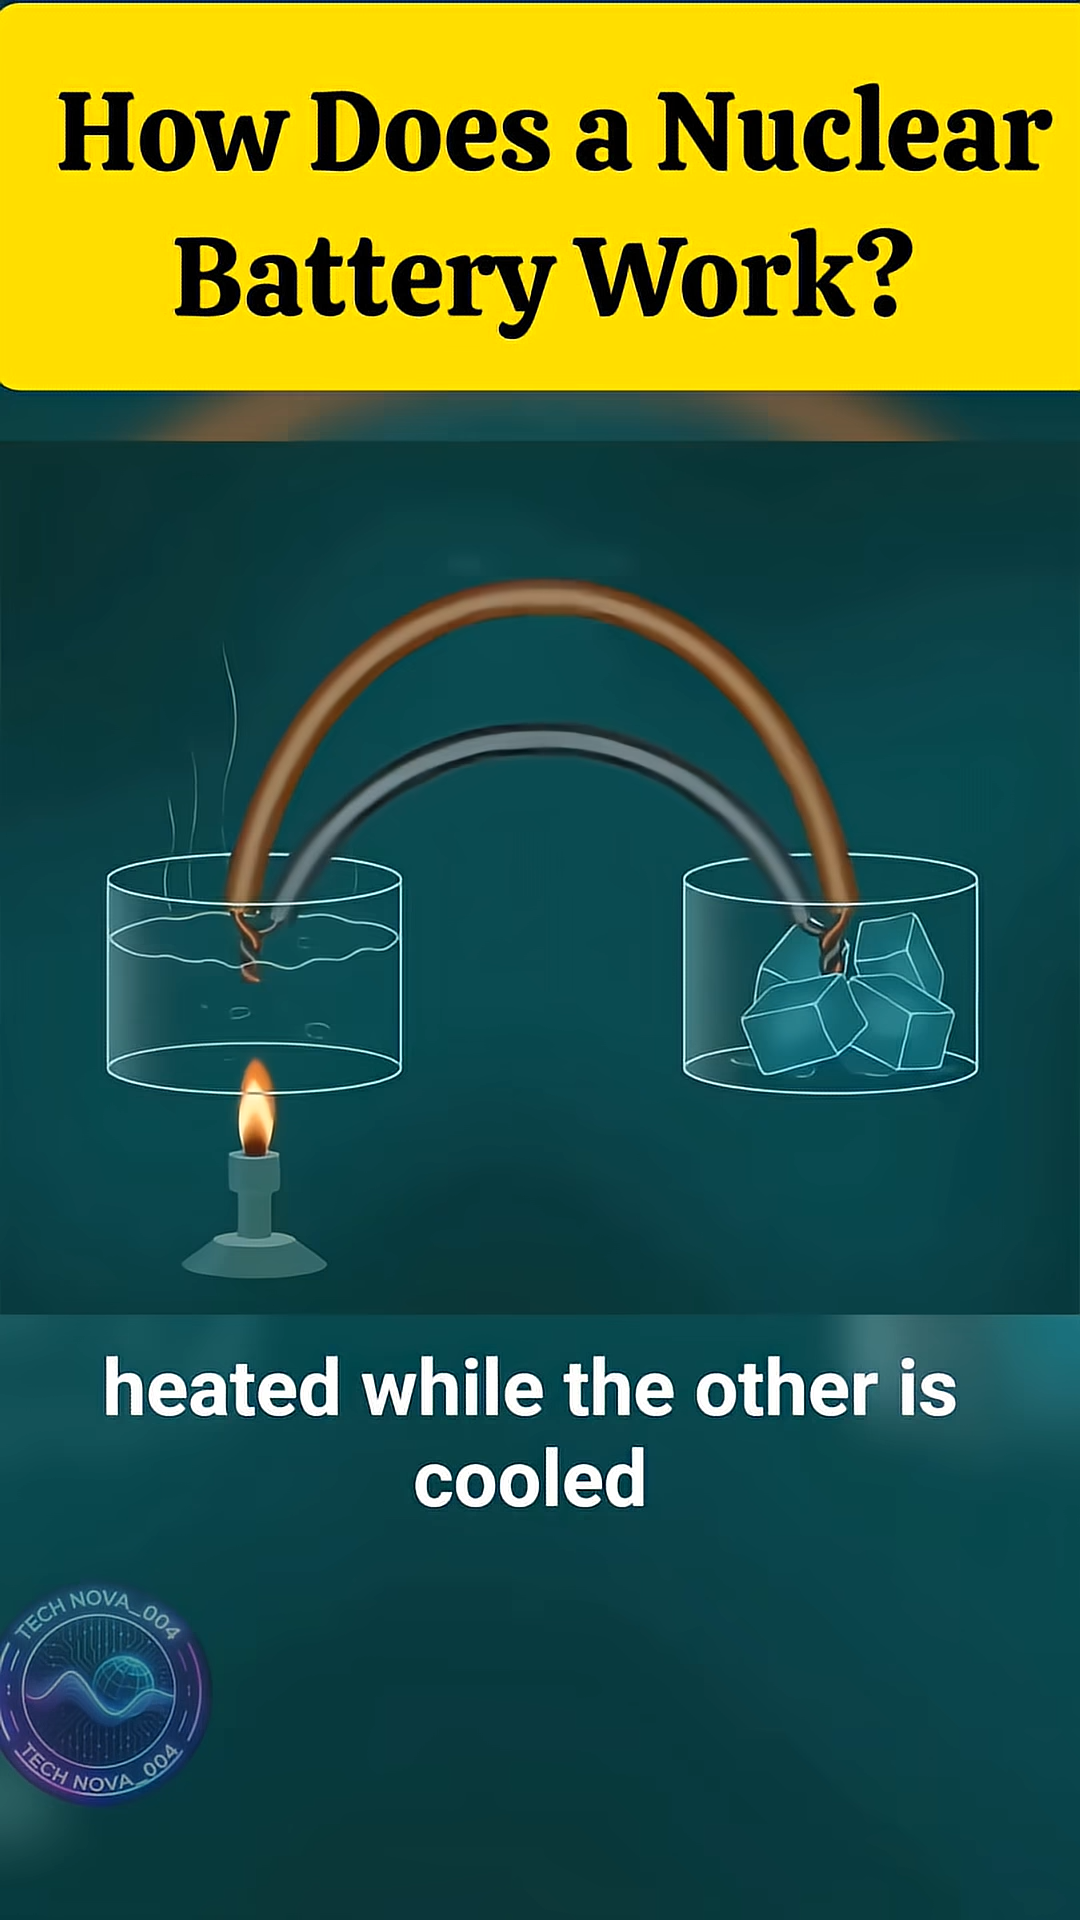 How Does a Nuclear
Battery Work?
heated while the other is
cooled
TECH NOVA_004
TECH NOVA_004